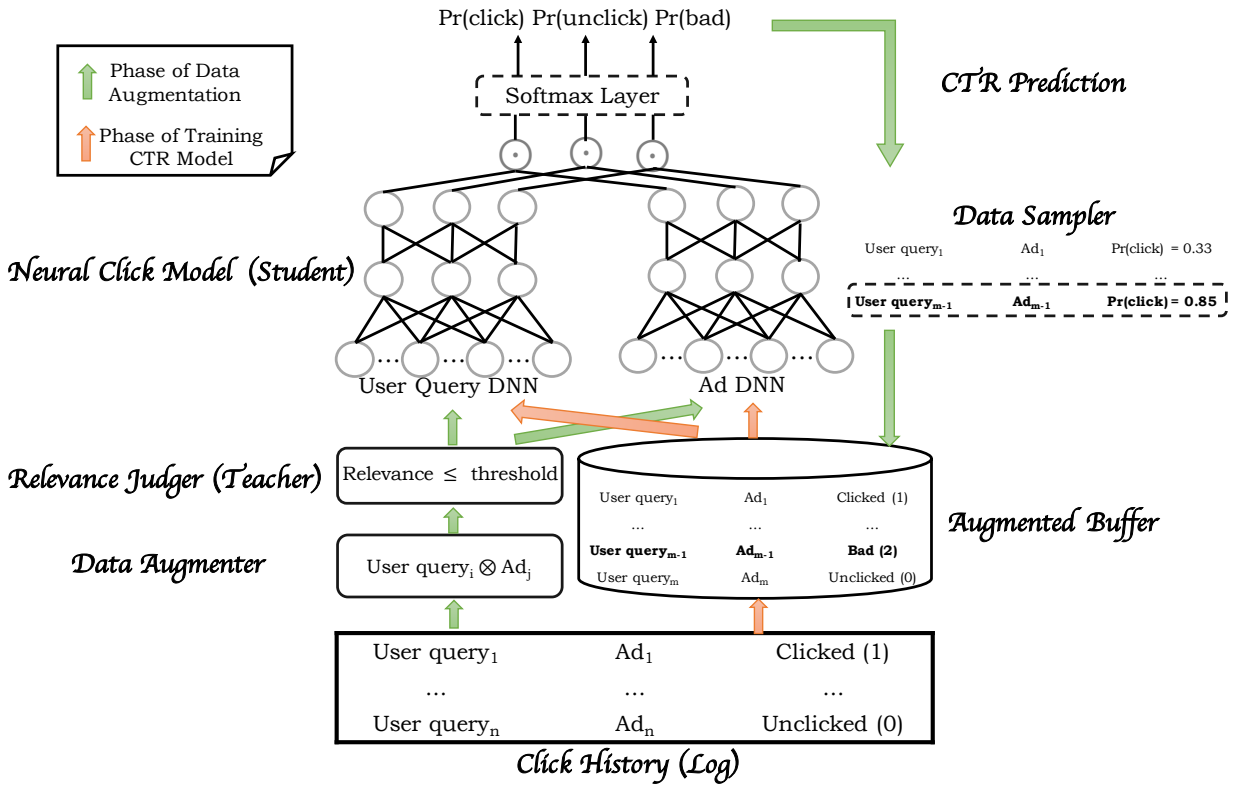 Pr(click) Pr(unclick) Pr(bad)
Phase of Data
Augmentation
Phase of Training
CTR Model
Softmax Layer
CTR Prediction
Data Sampler
User query₁ Ad₁ Pr(click) = 0.33
... ... ...
User queryₘ₋₁ Adₘ₋₁ Pr(click) = 0.85
Neural Click Model (Student)
... ... ...
... ... ...
User Query DNN
Ad DNN
Relevance Judger (Teacher)
Relevance ≤ threshold
Data Augmenter
User queryᵢ ⊗ Adⱼ
User query₁ Ad₁ Clicked (1)
... ... ...
User queryₘ₋₁ Adₘ₋₁ Bad (2)
User queryₘ Adₘ Unclicked (0)
Augmented Buffer
User query₁ Ad₁ Clicked (1)
... ... ...
User queryₙ Adₙ Unclicked (0)
Click History (Log)